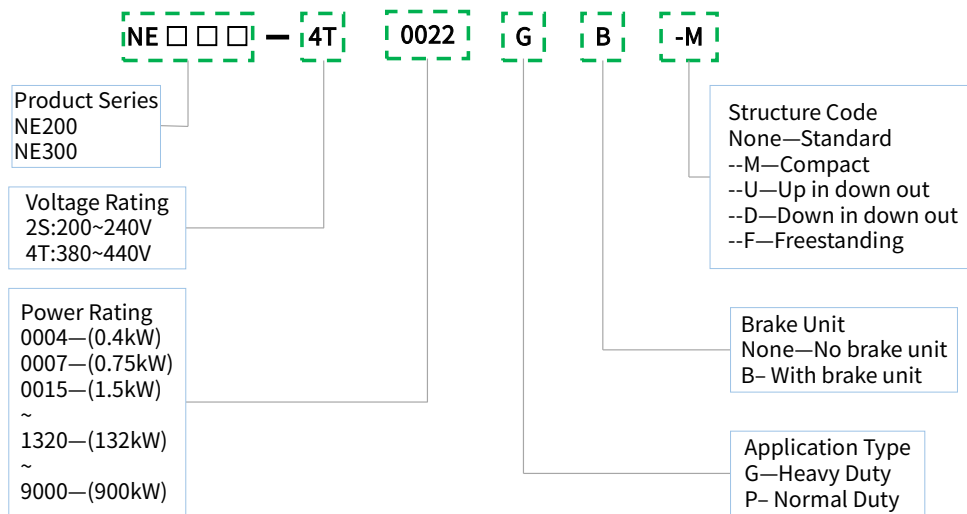 NE □ □ □ – 4T 0022 G B -M
Product Series
NE200
NE300
Voltage Rating
2S:200~240V
4T:380~440V
Power Rating
0004—(0.4kW)
0007—(0.75kW)
0015—(1.5kW)
~
1320—(132kW)
~
9000—(900kW)
Structure Code
None—Standard
--M—Compact
--U—Up in down out
--D—Down in down out
--F—Freestanding
Brake Unit
None—No brake unit
B– With brake unit
Application Type
G—Heavy Duty
P– Normal Duty